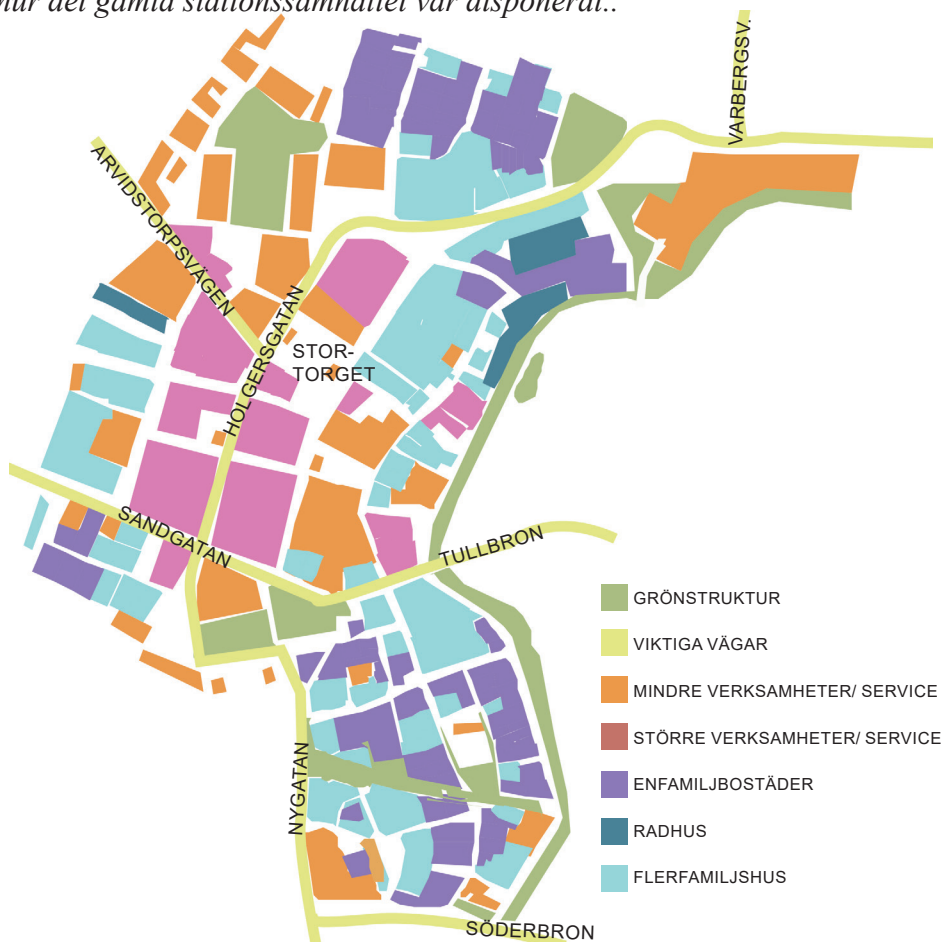 hur det gamla stationssamhället var disponerat..
VARBERGSV.
ARVIDSTORPSVÄGEN
HOLGERSGATAN
STOR-
TORGET
SANDGATAN
TULLBRON
NYGATAN
SÖDERBRON
GRÖNSTRUKTUR
VIKTIGA VÄGAR
MINDRE VERKSAMHETER/ SERVICE
STÖRRE VERKSAMHETER/ SERVICE
ENFAMILJBOSTÄDER
RADHUS
FLERFAMILJSHUS